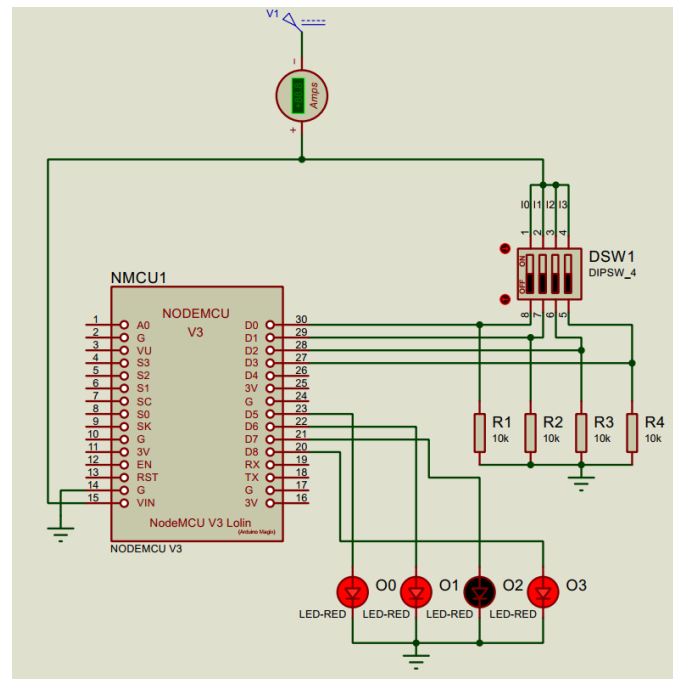 V1
−
Amps
+
I0 I1 I2 I3
1 2 3 4
ON
OFF
DSW1
DIPSW_4
8 7 6 5
NMCU1
NODEMCU
V3
1 A0 D0 30
2 G D1 29
3 VU D2 28
4 S3 D3 27
5 S2 D4 26
6 S1 3V 25
7 SC G 24
8 S0 D5 23
9 SK D6 22
10 G D7 21
11 3V D8 20
12 EN RX 19
13 RST TX 18
14 G G 17
15 VIN 3V 16
NodeMCU V3 Lolin
(Arduino Magix)
NODEMCU V3
R1 R2 R3 R4
10k 10k 10k 10k
O0 O1 O2 O3
LED-RED LED-RED LED-RED LED-RED